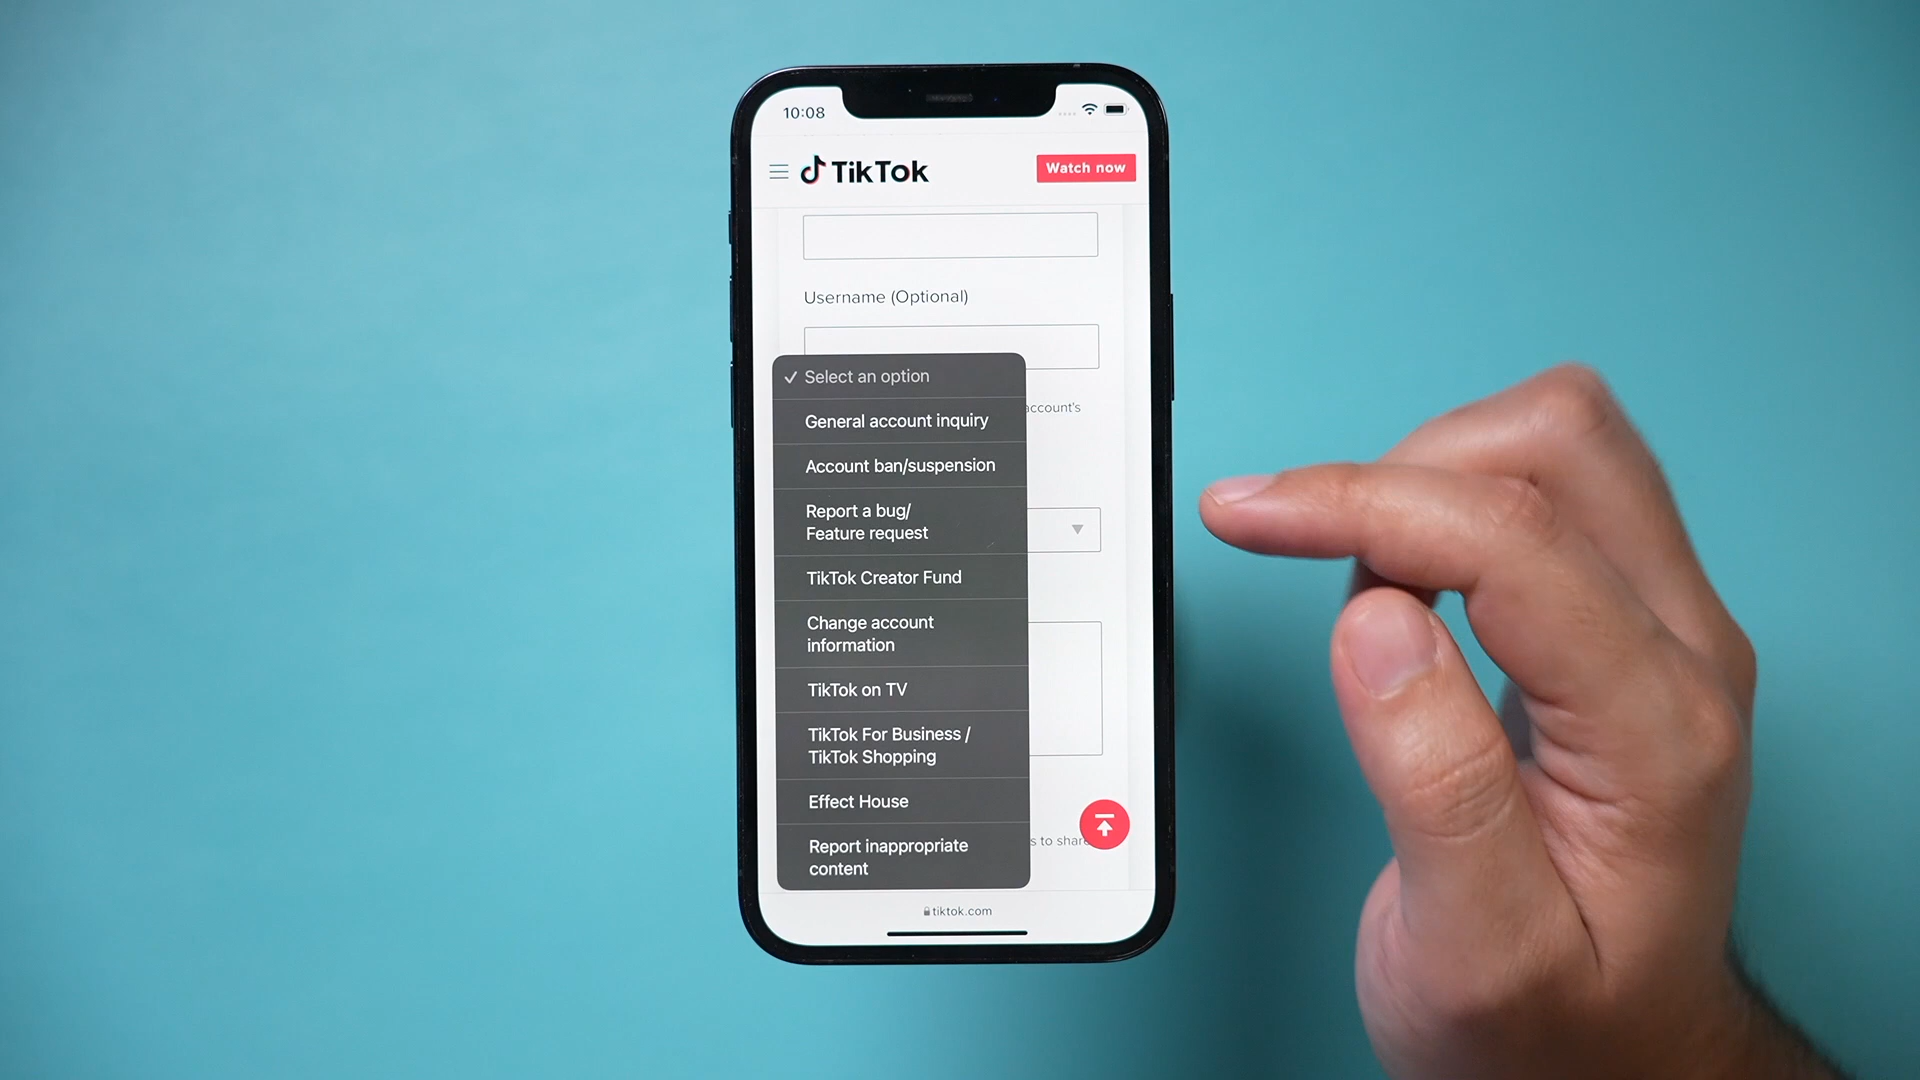 10:08
TikTok
Watch now
Username (Optional)
Select an option
account's
General account inquiry
Account ban/suspension
Report a bug/
Feature request
TikTok Creator Fund
Change account
information
TikTok on TV
TikTok For Business /
TikTok Shopping
Effect House
s to share
Report inappropriate
content
tiktok.com